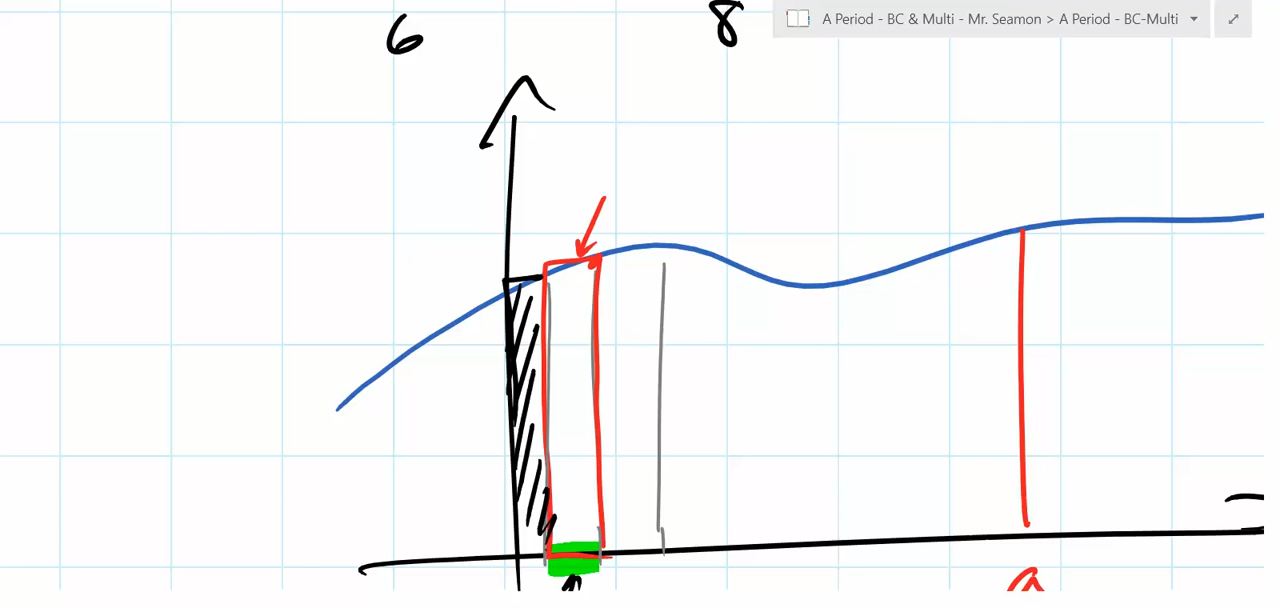 6 8 A Period - BC & Multi - Mr. Seamon > A Period - BC-Multi
a